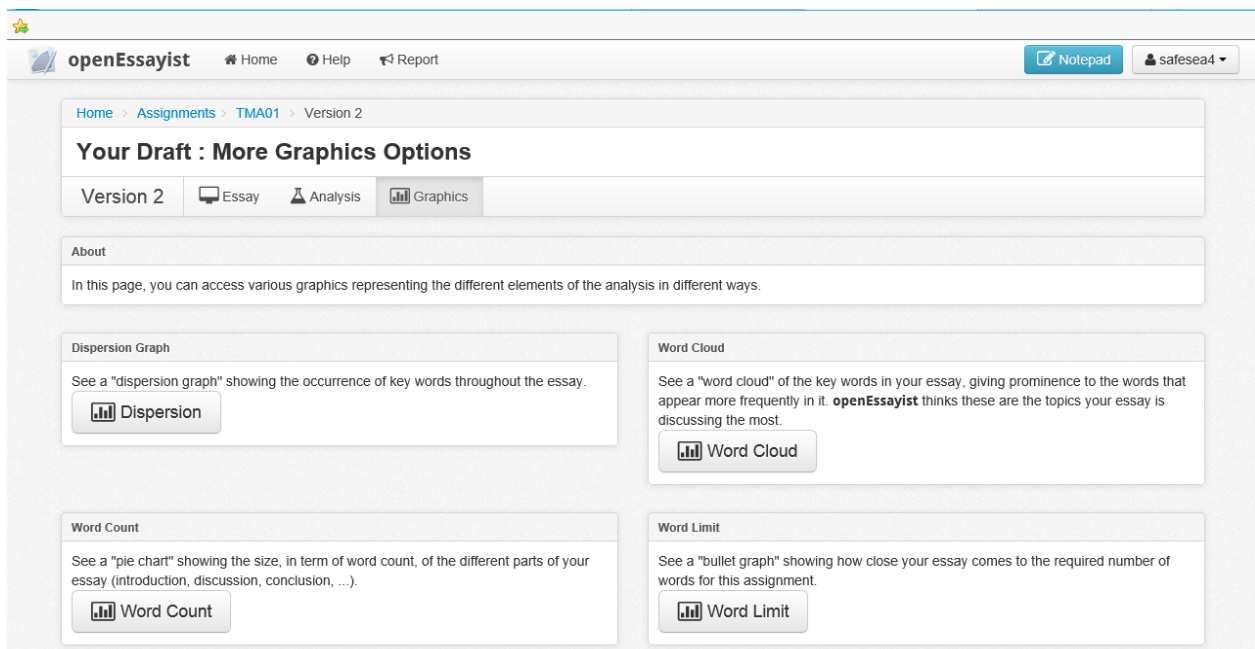 openEssayist Home Help Report Notepad safesea4
Home > Assignments > TMA01 > Version 2
Your Draft : More Graphics Options
Version 2 Essay Analysis Graphics
About
In this page, you can access various graphics representing the different elements of the analysis in different ways.
Dispersion Graph
See a "dispersion graph" showing the occurrence of key words throughout the essay.
Dispersion
Word Cloud
See a "word cloud" of the key words in your essay, giving prominence to the words that
appear more frequently in it. openEssayist thinks these are the topics your essay is
discussing the most.
Word Cloud
Word Count
See a "pie chart" showing the size, in term of word count, of the different parts of your
essay (introduction, discussion, conclusion, ...).
Word Count
Word Limit
See a "bullet graph" showing how close your essay comes to the required number of
words for this assignment.
Word Limit